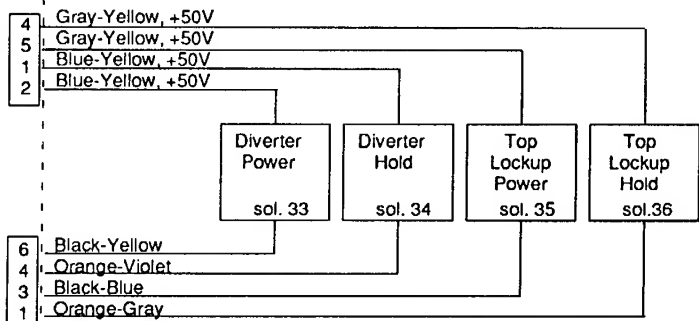 4 Gray-Yellow, +50V
5 Gray-Yellow, +50V
1 Blue-Yellow, +50V
2 Blue-Yellow, +50V
Diverter Power sol. 33
Diverter Hold sol. 34
Top Lockup Power sol. 35
Top Lockup Hold sol.36
6 Black-Yellow
4 Orange-Violet
3 Black-Blue
1 Orange-Gray